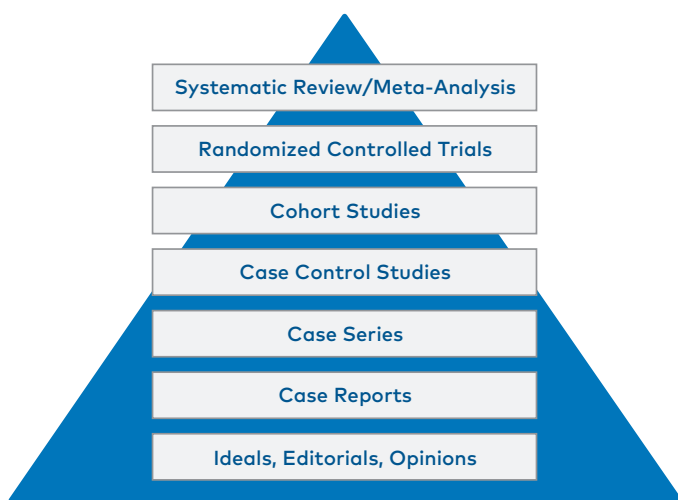 Systematic Review/Meta-Analysis
Randomized Controlled Trials
Cohort Studies
Case Control Studies
Case Series
Case Reports
Ideals, Editorials, Opinions